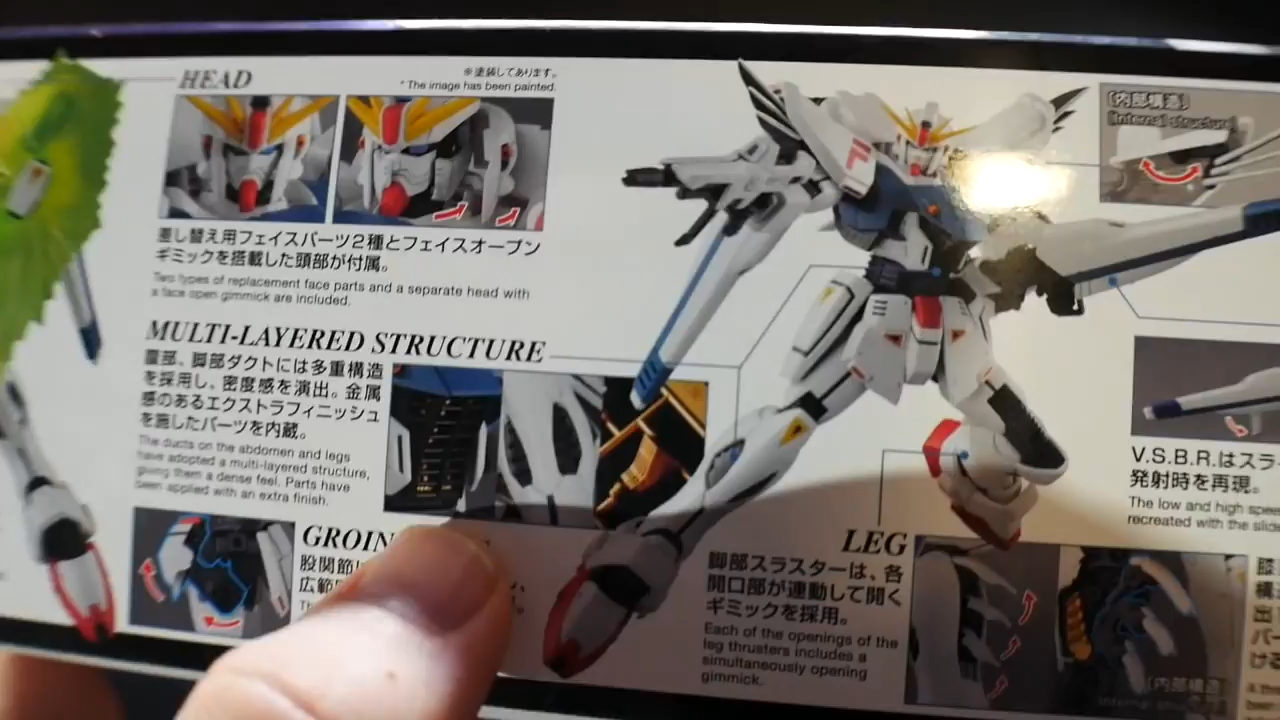 HEAD
※塗装してあります。
* The image has been painted.
差し替え用フェイスパーツ2種とフェイスオープン
ギミックを搭載した頭部が付属。
Two types of replacement face parts and a separate head with
a face open gimmick are included.
MULTI-LAYERED STRUCTURE
腹部、脚部ダクトには多重構造
を採用し、密度感を演出。金属
感のあるエクストラフィニッシュ
を施したパーツを内蔵。
The ducts on the abdomen and legs
have adopted a multi-layered structure,
giving them a dense feel. Parts have
been applied with an extra finish.
GROIN
股関節
広範
LEG
脚部スラスターは、各
開口部が連動して開く
ギミックを採用。
Each of the openings of the
leg thrusters includes a
simultaneously opening
gimmick.
[内部構造]
Internal structure
V.S.B.R.はスラ
発射時を再現。
The low and high spee
recreated with the slid
[内部構造
Internal structure